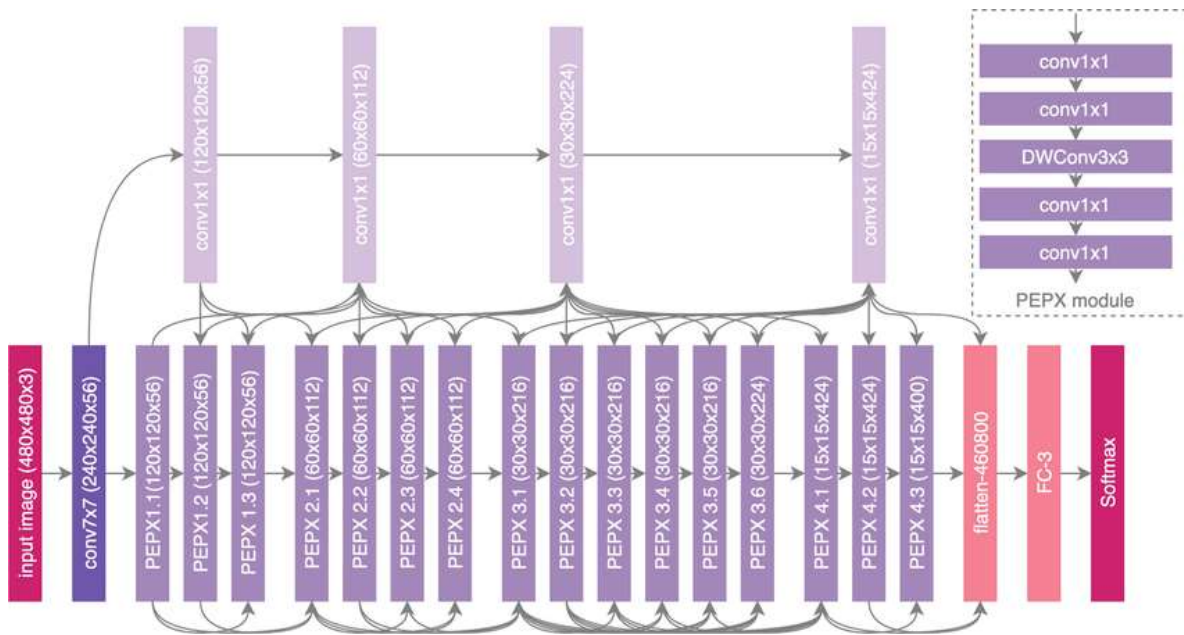 conv1x1 (120x120x56)
conv1x1 (60x60x112)
conv1x1 (30x30x224)
conv1x1 (15x15x424)
conv1x1
conv1x1
DWConv3x3
conv1x1
conv1x1
PEPX module
input image (480x480x3)
conv7x7 (240x240x56)
PEPX1.1 (120x120x56)
PEPX1.2 (120x120x56)
PEPX 1.3 (120x120x56)
PEPX 2.1 (60x60x112)
PEPX 2.2 (60x60x112)
PEPX 2.3 (60x60x112)
PEPX 2.4 (60x60x112)
PEPX 3.1 (30x30x216)
PEPX 3.2 (30x30x216)
PEPX 3.3 (30x30x216)
PEPX 3.4 (30x30x216)
PEPX 3.5 (30x30x216)
PEPX 3.6 (30x30x224)
PEPX 4.1 (15x15x424)
PEPX 4.2 (15x15x424)
PEPX 4.3 (15x15x400)
flatten-460800
FC-3
Softmax